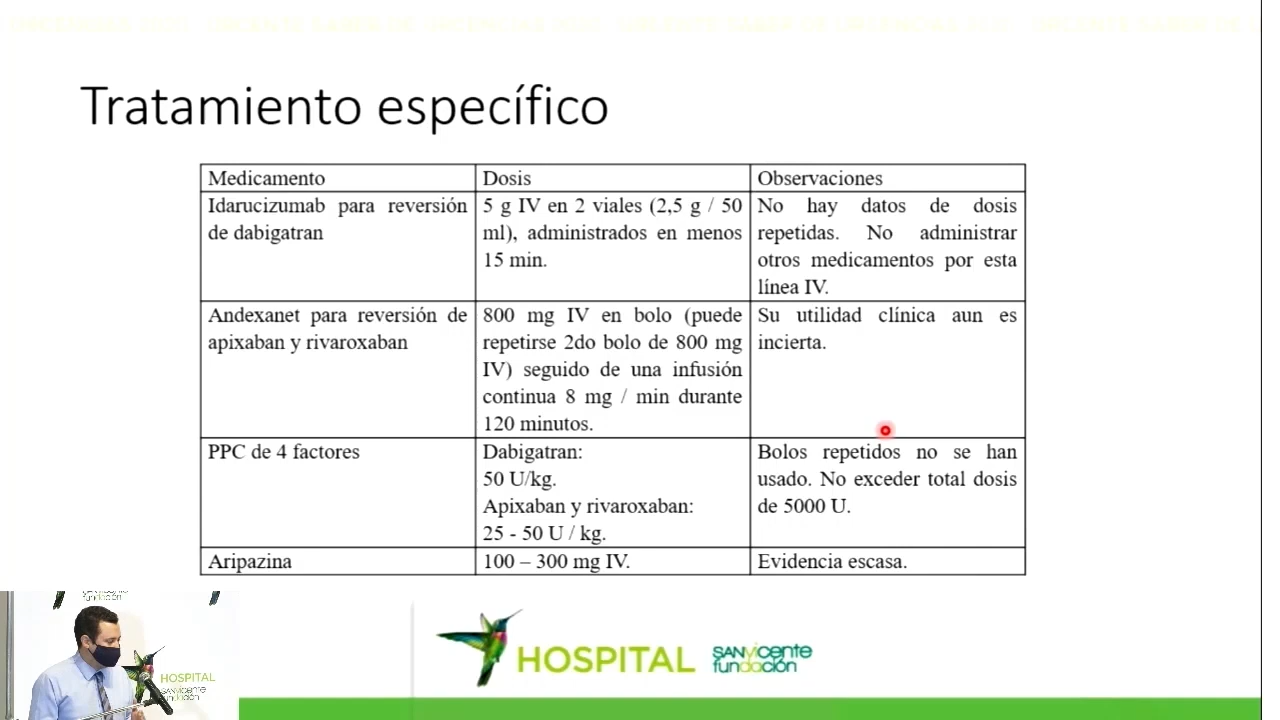 Tratamiento específico
Medicamento
Dosis
Observaciones
Idarucizumab para reversión
de dabigatran
5 g IV en 2 viales (2,5 g / 50
ml), administrados en menos
15 min.
No hay datos de dosis
repetidas. No administrar
otros medicamentos por esta
línea IV.
Andexanet para reversión de
apixaban y rivaroxaban
800 mg IV en bolo (puede
repetirse 2do bolo de 800 mg
IV) seguido de una infusión
continua 8 mg / min durante
120 minutos.
Su utilidad clínica aun es
incierta.
PPC de 4 factores
Dabigatran:
50 U/kg.
Apixaban y rivaroxaban:
25 - 50 U / kg.
Bolos repetidos no se han
usado. No exceder total dosis
de 5000 U.
Aripazina
100 – 300 mg IV.
Evidencia escasa.
fundación
HOSPITAL
SANVicente
fundación
HOSPITAL
SANVicente
fundación